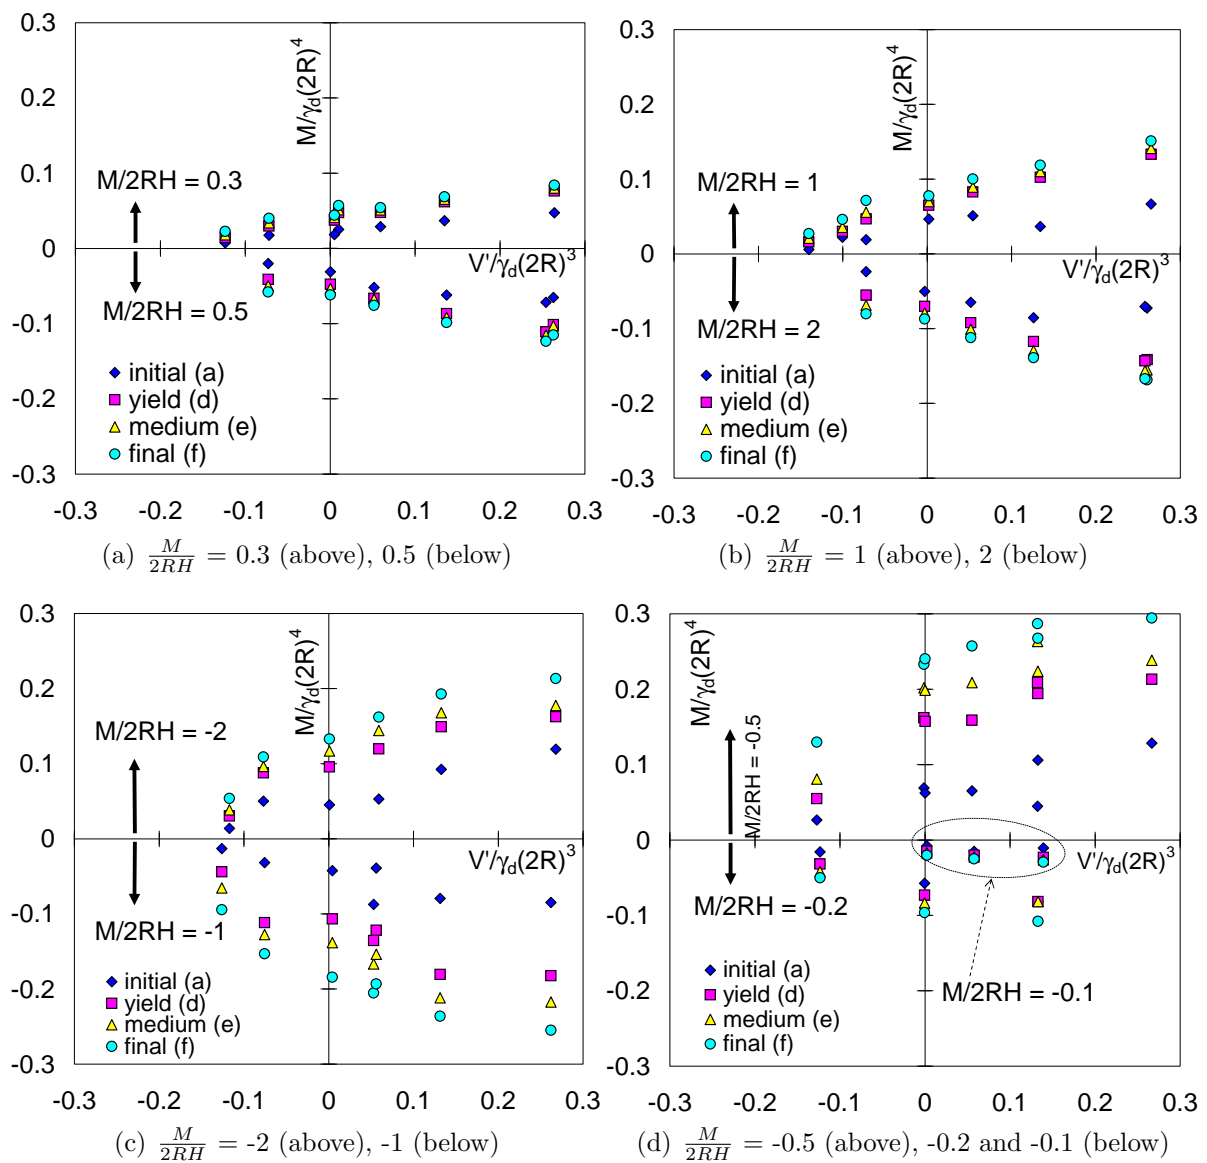 0.3
0.2
0.1
0
-0.1
-0.2
-0.3
-0.3 -0.2 -0.1 0 0.1 0.2 0.3
M/γd(2R)^4
V'/γd(2R)^3
M/2RH = 0.3
M/2RH = 0.5
initial (a)
yield (d)
medium (e)
final (f)
(a) M/2RH = 0.3 (above), 0.5 (below)
0.3
0.2
0.1
0
-0.1
-0.2
-0.3
-0.3 -0.2 -0.1 0 0.1 0.2 0.3
M/γd(2R)^4
V'/γd(2R)^3
M/2RH = 1
M/2RH = 2
initial (a)
yield (d)
medium (e)
final (f)
(b) M/2RH = 1 (above), 2 (below)
0.3
0.2
0.1
0
-0.1
-0.2
-0.3
-0.3 -0.2 -0.1 0 0.1 0.2 0.3
M/γd(2R)^4
V'/γd(2R)^3
M/2RH = -2
M/2RH = -1
initial (a)
yield (d)
medium (e)
final (f)
(c) M/2RH = -2 (above), -1 (below)
0.3
0.2
0.1
0
-0.1
-0.2
-0.3
-0.3 -0.2 -0.1 0 0.1 0.2 0.3
M/γd(2R)^4
V'/γd(2R)^3
M/2RH = -0.5
M/2RH = -0.2
M/2RH = -0.1
initial (a)
yield (d)
medium (e)
final (f)
(d) M/2RH = -0.5 (above), -0.2 and -0.1 (below)